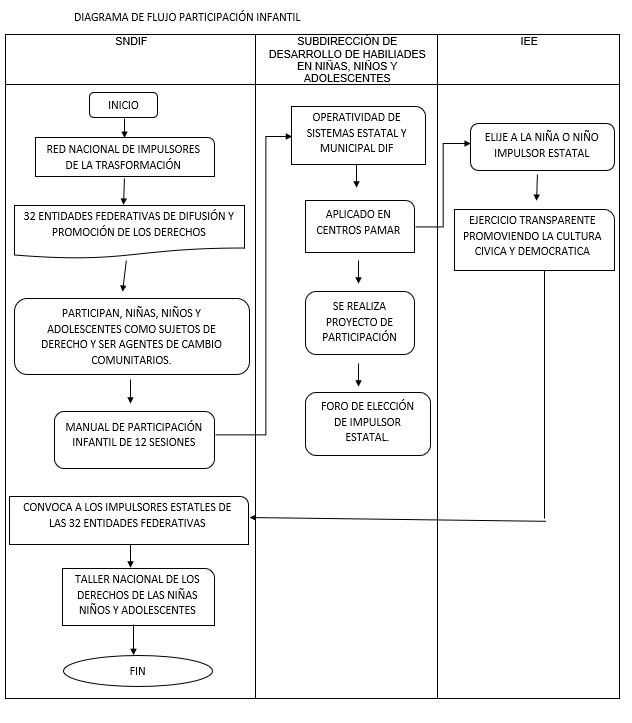 DIAGRAMA DE FLUJO PARTICIPACIÓN INFANTIL
SNDIF
SUBDIRECCIÓN DE
DESARROLLO DE HABILIADES
EN NIÑAS, NIÑOS Y
ADOLESCENTES
IEE
INICIO
RED NACIONAL DE IMPULSORES
DE LA TRASFORMACIÓN
32 ENTIDADES FEDERATIVAS DE DIFUSIÓN Y
PROMOCIÓN DE LOS DERECHOS
PARTICIPAN, NIÑAS, NIÑOS Y
ADOLESCENTES COMO SUJETOS DE
DERECHO Y SER AGENTES DE CAMBIO
COMUNITARIOS.
MANUAL DE PARTICIPACIÓN
INFANTIL DE 12 SESIONES
OPERATIVIDAD DE
SISTEMAS ESTATAL Y
MUNICIPAL DIF
APLICADO EN
CENTROS PAMAR
SE REALIZA
PROYECTO DE
PARTICIPACIÓN
FORO DE ELECCIÓN
DE IMPULSOR
ESTATAL.
ELIJE A LA NIÑA O NIÑO
IMPULSOR ESTATAL
EJERCICIO TRANSPARENTE
PROMOVIENDO LA CULTURA
CIVICA Y DEMOCRATICA
CONVOCA A LOS IMPULSORES ESTATLES DE
LAS 32 ENTIDADES FEDERATIVAS
TALLER NACIONAL DE LOS
DERECHOS DE LAS NIÑAS
NIÑOS Y ADOLESCENTES
FIN